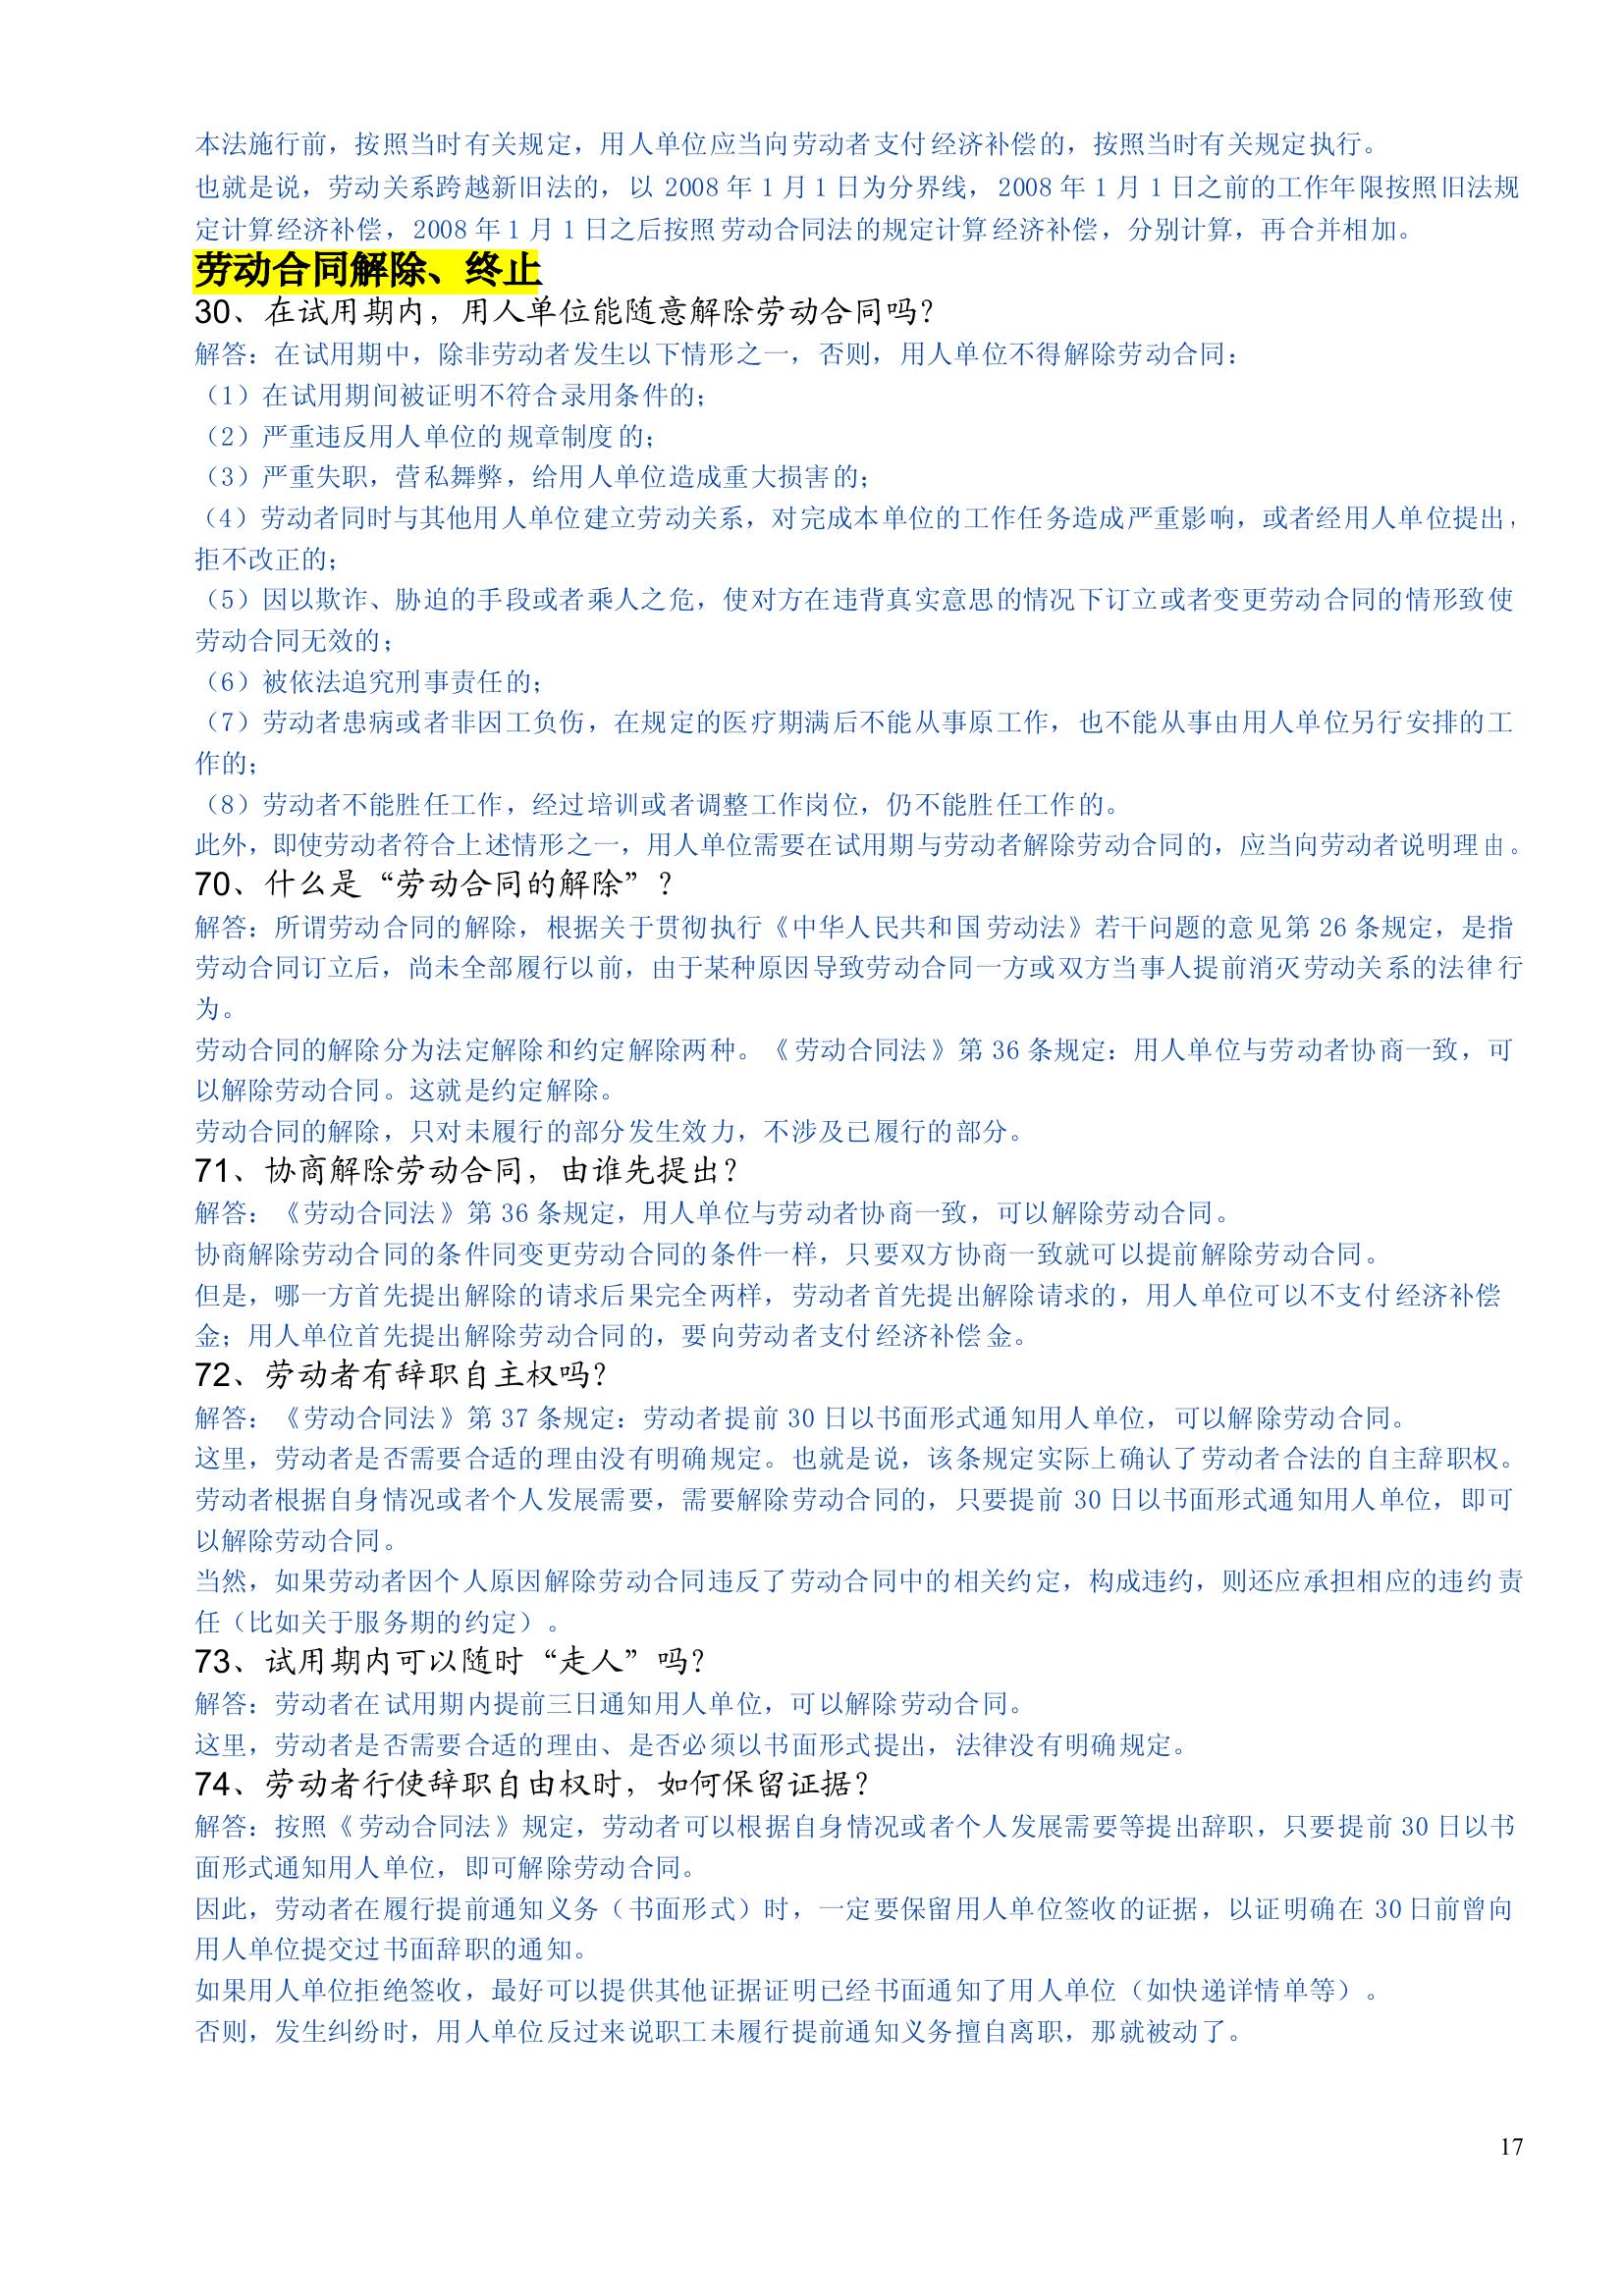 本法施行前，按照当时有关规定，用人单位应当向劳动者支付经济补偿的，按照当时有关规定执行。
也就是说，劳动关系跨越新旧法的，以 2008 年 1 月 1 日为分界线，2008 年 1 月 1 日之前的工作年限按照旧法规
定计算经济补偿，2008 年 1 月 1 日之后按照劳动合同法的规定计算经济补偿，分别计算，再合并相加。
劳动合同解除、终止
30、在试用期内，用人单位能随意解除劳动合同吗？
解答：在试用期中，除非劳动者发生以下情形之一，否则，用人单位不得解除劳动合同：
（1）在试用期间被证明不符合录用条件的；
（2）严重违反用人单位的规章制度的；
（3）严重失职，营私舞弊，给用人单位造成重大损害的；
（4）劳动者同时与其他用人单位建立劳动关系，对完成本单位的工作任务造成严重影响，或者经用人单位提出，
拒不改正的；
（5）因以欺诈、胁迫的手段或者乘人之危，使对方在违背真实意思的情况下订立或者变更劳动合同的情形致使
劳动合同无效的；
（6）被依法追究刑事责任的；
（7）劳动者患病或者非因工负伤，在规定的医疗期满后不能从事原工作，也不能从事由用人单位另行安排的工
作的；
（8）劳动者不能胜任工作，经过培训或者调整工作岗位，仍不能胜任工作的。
此外，即使劳动者符合上述情形之一，用人单位需要在试用期与劳动者解除劳动合同的，应当向劳动者说明理由。
70、什么是“劳动合同的解除”？
解答：所谓劳动合同的解除，根据关于贯彻执行《中华人民共和国劳动法》若干问题的意见第 26 条规定，是指
劳动合同订立后，尚未全部履行以前，由于某种原因导致劳动合同一方或双方当事人提前消灭劳动关系的法律行
为。
劳动合同的解除分为法定解除和约定解除两种。《劳动合同法》第 36 条规定：用人单位与劳动者协商一致，可
以解除劳动合同。这就是约定解除。
劳动合同的解除，只对未履行的部分发生效力，不涉及已履行的部分。
71、协商解除劳动合同，由谁先提出？
解答：《劳动合同法》第 36 条规定，用人单位与劳动者协商一致，可以解除劳动合同。
协商解除劳动合同的条件同变更劳动合同的条件一样，只要双方协商一致就可以提前解除劳动合同。
但是，哪一方首先提出解除的请求后果完全两样，劳动者首先提出解除请求的，用人单位可以不支付经济补偿
金；用人单位首先提出解除劳动合同的，要向劳动者支付经济补偿金。
72、劳动者有辞职自主权吗？
解答：《劳动合同法》第 37 条规定：劳动者提前 30 日以书面形式通知用人单位，可以解除劳动合同。
这里，劳动者是否需要合适的理由没有明确规定。也就是说，该条规定实际上确认了劳动者合法的自主辞职权。
劳动者根据自身情况或者个人发展需要，需要解除劳动合同的，只要提前 30 日以书面形式通知用人单位，即可
以解除劳动合同。
当然，如果劳动者因个人原因解除劳动合同违反了劳动合同中的相关约定，构成违约，则还应承担相应的违约责
任（比如关于服务期的约定）。
73、试用期内可以随时“走人”吗？
解答：劳动者在试用期内提前三日通知用人单位，可以解除劳动合同。
这里，劳动者是否需要合适的理由、是否必须以书面形式提出，法律没有明确规定。
74、劳动者行使辞职自由权时，如何保留证据？
解答：按照《劳动合同法》规定，劳动者可以根据自身情况或者个人发展需要等提出辞职，只要提前 30 日以书
面形式通知用人单位，即可解除劳动合同。
因此，劳动者在履行提前通知义务（书面形式）时，一定要保留用人单位签收的证据，以证明确在 30 日前曾向
用人单位提交过书面辞职的通知。
如果用人单位拒绝签收，最好可以提供其他证据证明已经书面通知了用人单位（如快递详情单等）。
否则，发生纠纷时，用人单位反过来说职工未履行提前通知义务擅自离职，那就被动了。
17